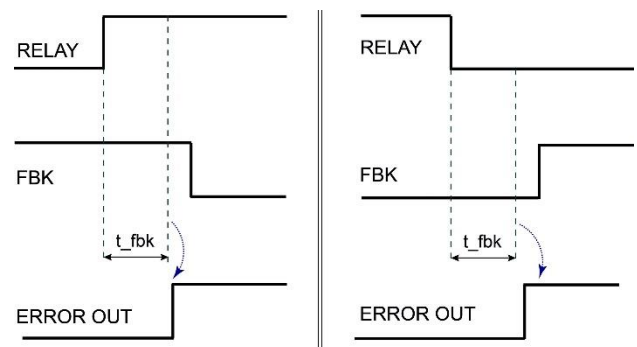 RELAY
FBK
t_fbk
ERROR OUT
RELAY
FBK
t_fbk
ERROR OUT